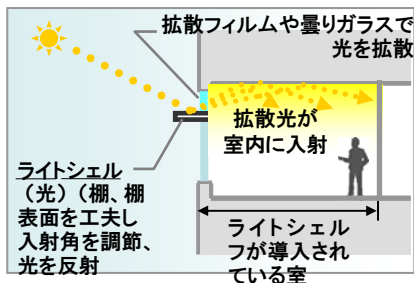 拡散フィルムや曇りガラスで
光を拡散
拡散光が
室内に入射
ライトシェル
（光）（棚、棚
表面を工夫し
入射角を調節、
光を反射
ライトシェル
フが導入され
ている室